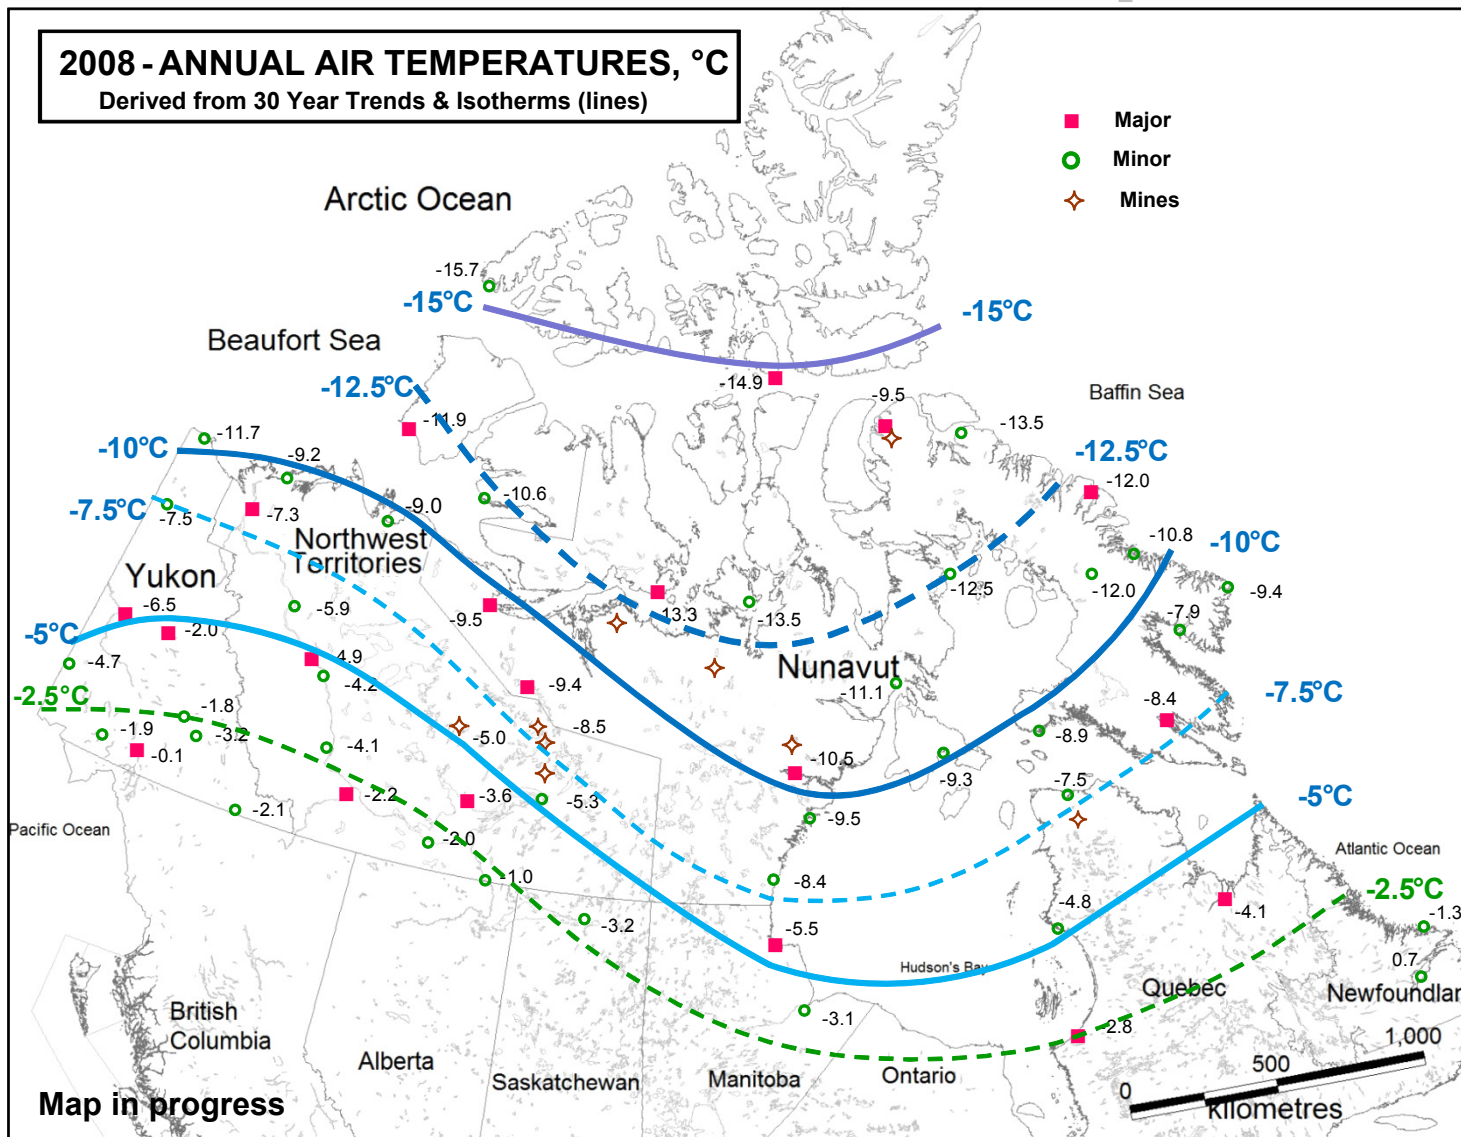 2008 - ANNUAL AIR TEMPERATURES, °C
Derived from 30 Year Trends & Isotherms (lines)
Major
Minor
Mines
Arctic Ocean
-15.7
-15°C
-15°C
Beaufort Sea
-12.5°C
-14.9
-9.5
Baffin Sea
-11.9
-13.5
-11.7
-10°C
-9.2
-12.5°C
-12.0
-10.6
-7.5°C
-7.5
-7.3
-9.0
Northwest
Territories
-10.8
-10°C
Yukon
-12.5
-12.0
-9.4
-6.5
-5.9
-9.5
-13.3
-13.5
-7.9
-5°C
-2.0
-4.7
-4.9
-4.2
Nunavut
-9.4
-11.1
-7.5°C
-2.5°C
-1.8
-8.4
-1.9
-3.2
-5.0
-8.5
-8.9
-0.1
-4.1
-10.5
-9.3
-7.5
-2.2
-3.6
-5.3
-5°C
-2.1
-9.5
Pacific Ocean
-2.0
Atlantic Ocean
-1.0
-8.4
-2.5°C
-3.2
-4.8
-4.1
-1.3
-5.5
Hudson's Bay
0.7
Quebec
Newfoundlan
British
Columbia
-3.1
-2.8
1,000
Alberta
500
Saskatchewan
Manitoba
Ontario
0
Map in progress
kilometres